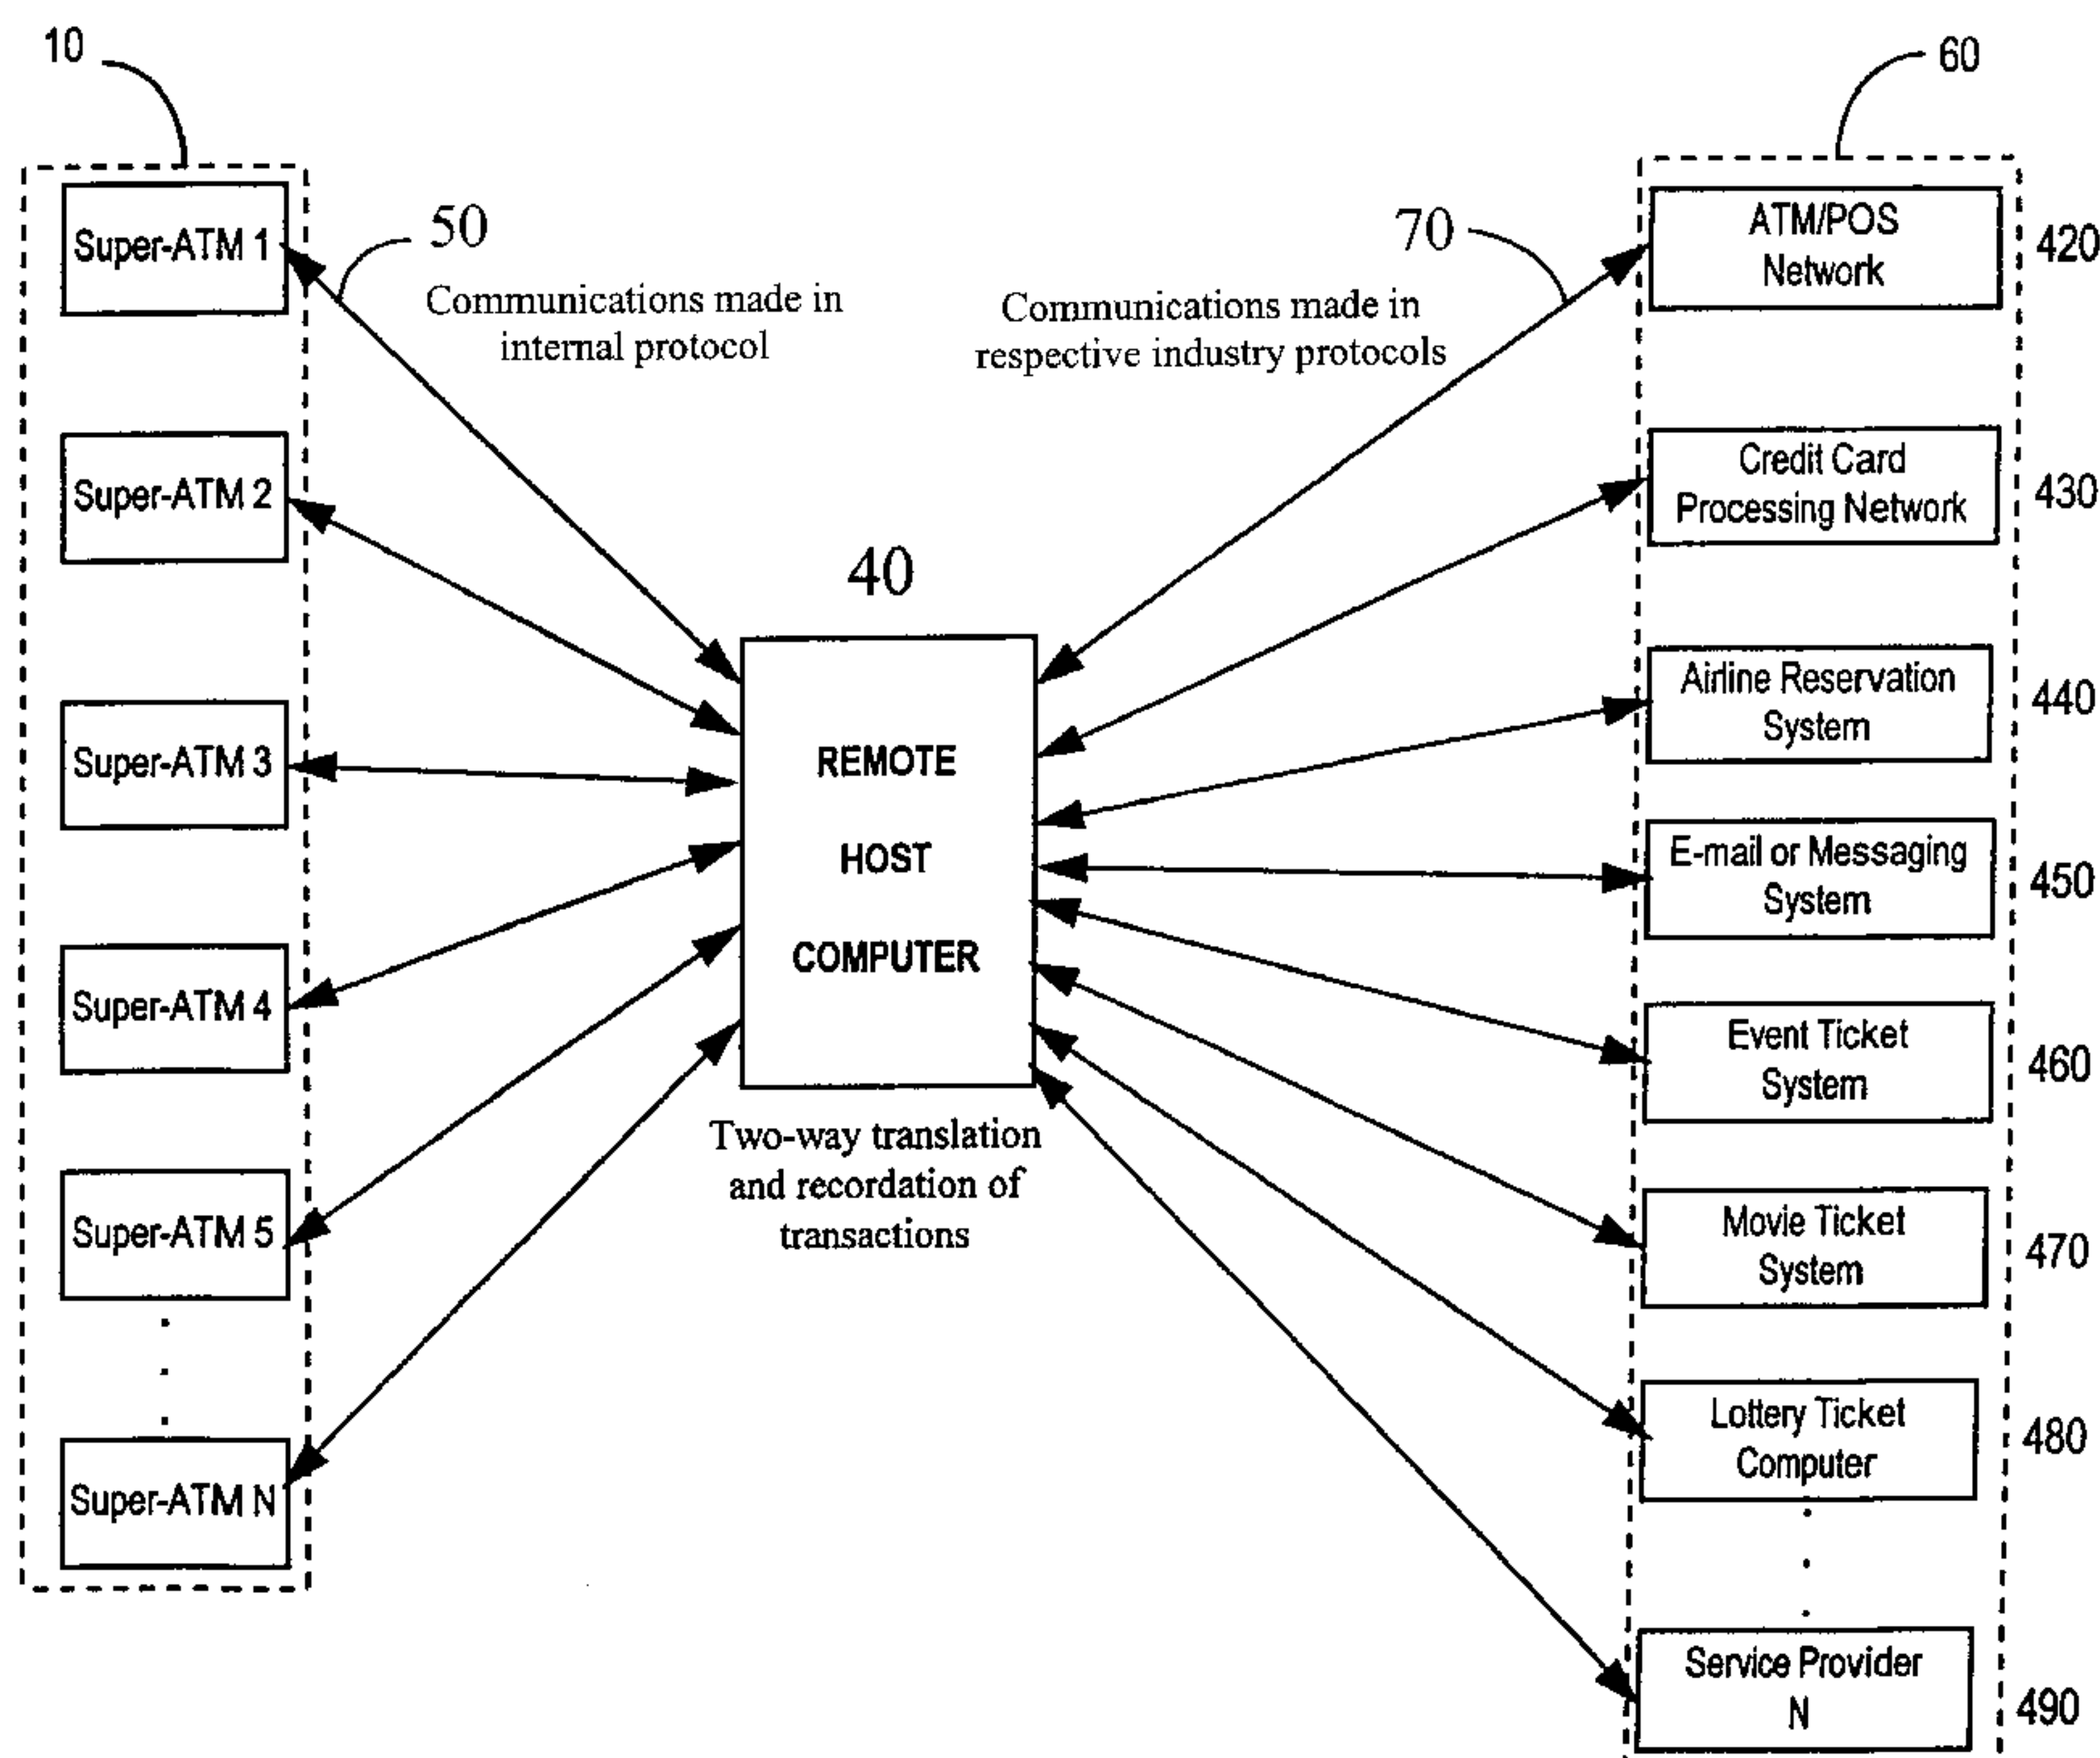 10
60
Super-ATM 1
50
Communications made in
internal protocol
70
Communications made in
respective industry protocols
ATM/POS
Network
420
Super-ATM 2
Credit Card
Processing Network
430
40
Super-ATM 3
REMOTE
HOST
COMPUTER
Two-way translation
and recordation of
transactions
Airline Reservation
System
440
E-mail or Messaging
System
450
Super-ATM 4
Event Ticket
System
460
Super-ATM 5
Movie Ticket
System
470
Lottery Ticket
Computer
480
Super-ATM N
Service Provider
N
490